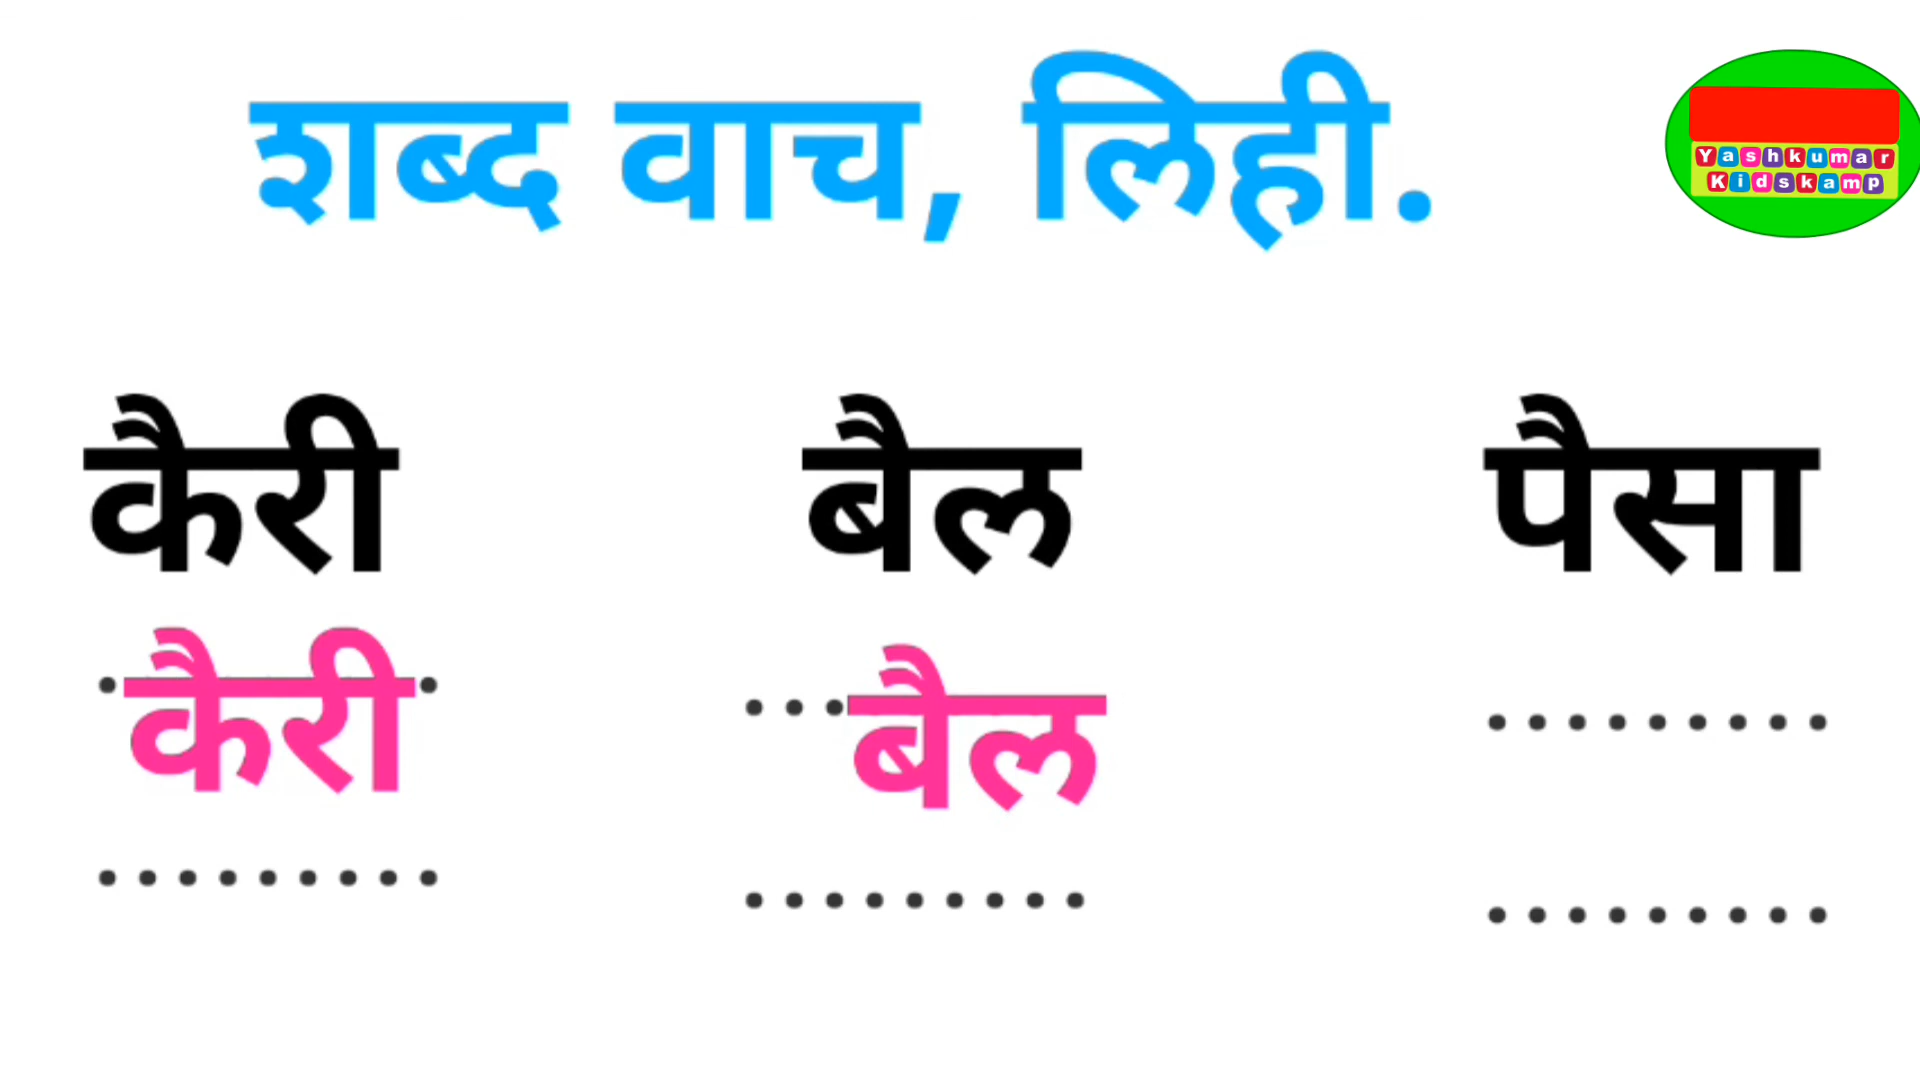 शब्द वाच, लिही.
Yashkumar
Kidskamp
कैरी बैल पैसा
कैरी बैल